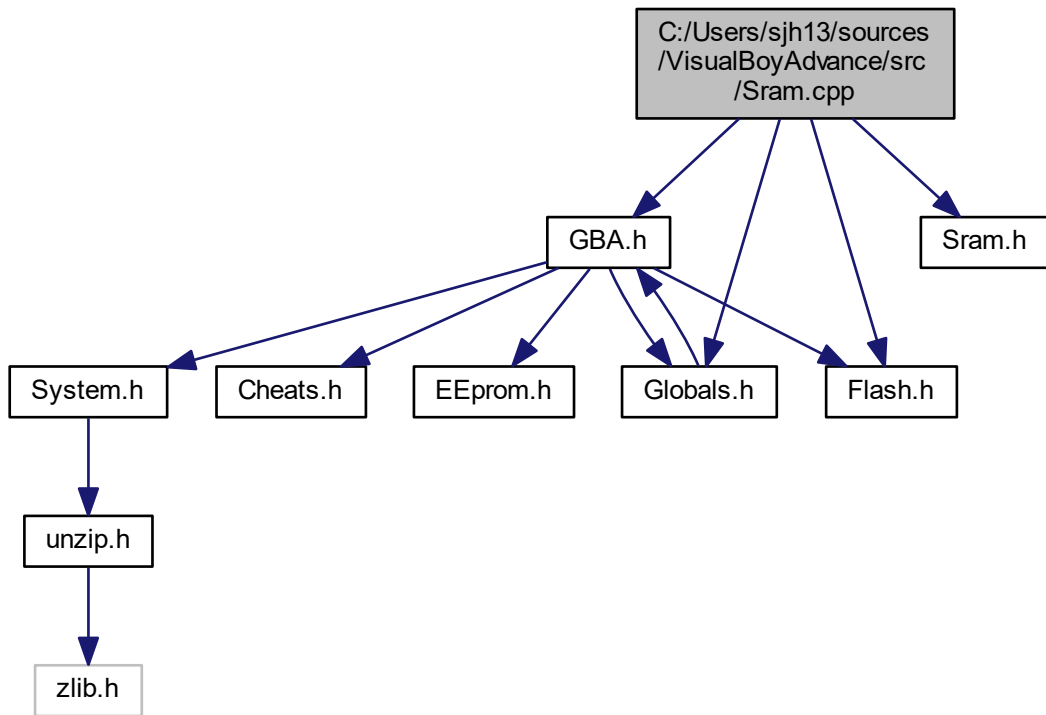 C:/Users/sjh13/sources
/VisualBoyAdvance/src
/Sram.cpp
GBA.h
Sram.h
System.h
Cheats.h
EEprom.h
Globals.h
Flash.h
unzip.h
zlib.h